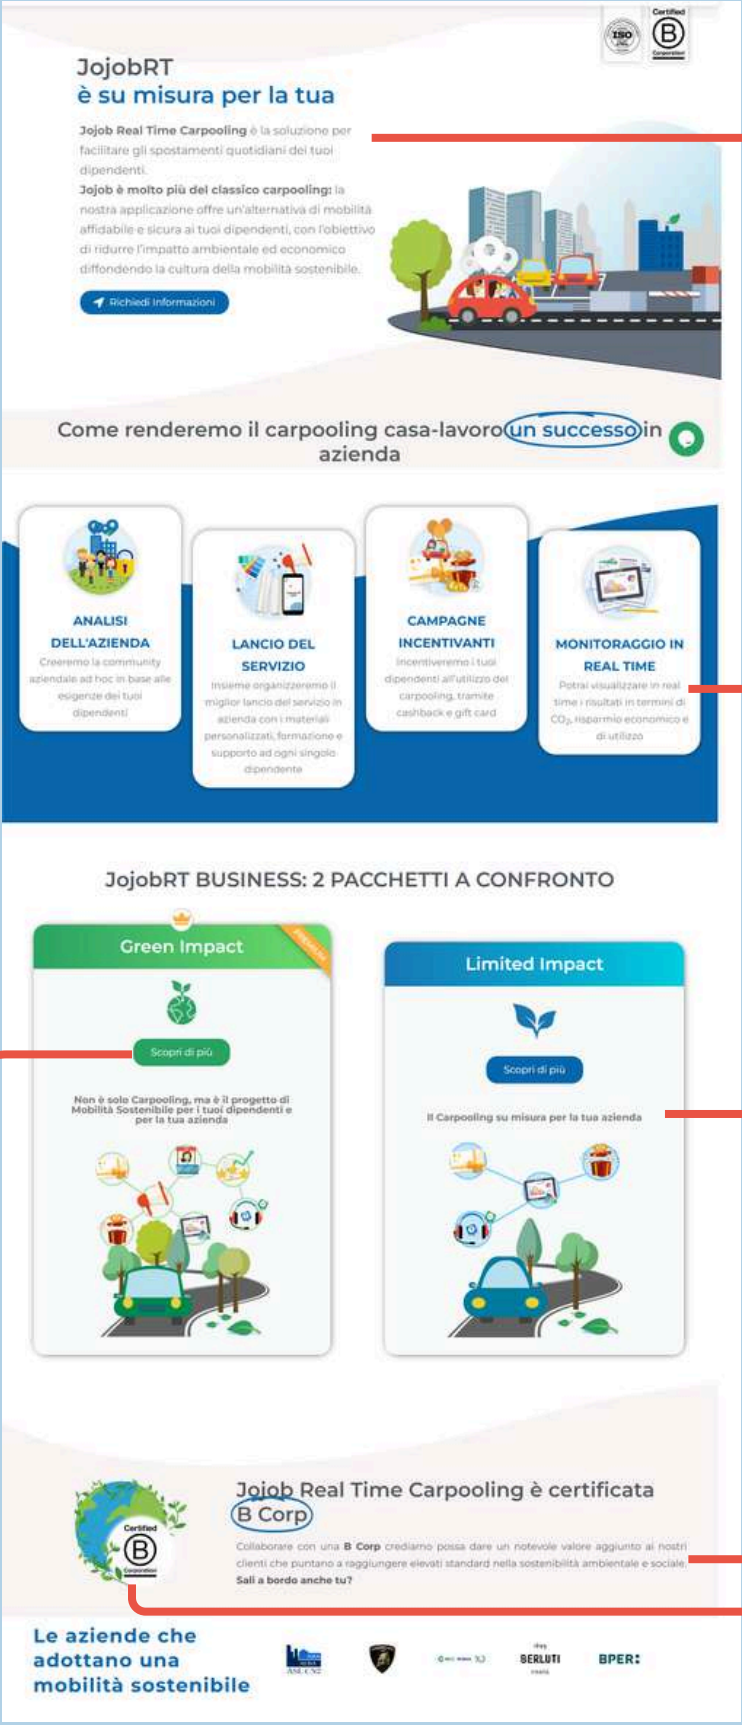 Certified
ISO
B
Corporation
JojobRT
è su misura per la tua
Jojob Real Time Carpooling è la soluzione per
facilitare gli spostamenti quotidiani dei tuoi
dipendenti.
Jojob è molto più del classico carpooling: la
nostra applicazione offre un'alternativa di mobilità
affidabile e sicura ai tuoi dipendenti, con l'obiettivo
di ridurre l'impatto ambientale ed economico
diffondendo la cultura della mobilità sostenibile.
Richiedi Informazioni
Come renderemo il carpooling casa-lavoro un successo in
azienda
ANALISI
DELL'AZIENDA
Creeremo la community
aziendale ad hoc in base alle
esigenze dei tuoi
dipendenti
LANCIO DEL
SERVIZIO
Insieme organizzeremo il
miglior lancio del servizio in
azienda con i materiali
personalizzati, formazione e
supporto ad ogni singolo
dipendente
CAMPAGNE
INCENTIVANTI
Incentiveremo i tuoi
dipendenti all'utilizzo del
carpooling, tramite
cashback e gift card
MONITORAGGIO IN
REAL TIME
Potrai visualizzare in real
time i risultati in termini di
CO₂, risparmio economico e
di utilizzo
JojobRT BUSINESS: 2 PACCHETTI A CONFRONTO
Green Impact
PREMIUM
Scopri di più
Non è solo Carpooling, ma è il progetto di
Mobilità Sostenibile per i tuoi dipendenti e
per la tua azienda
Limited Impact
Scopri di più
Il Carpooling su misura per la tua azienda
Certified
B
Corporation
Jojob Real Time Carpooling è certificata
B Corp
Collaborare con una B Corp crediamo possa dare un notevole valore aggiunto ai nostri
clienti che puntano a raggiungere elevati standard nella sostenibilità ambientale e sociale.
Sali a bordo anche tu?
Le aziende che
adottano una
mobilità sostenibile
ASL CN2
BERLUTI
BPER: